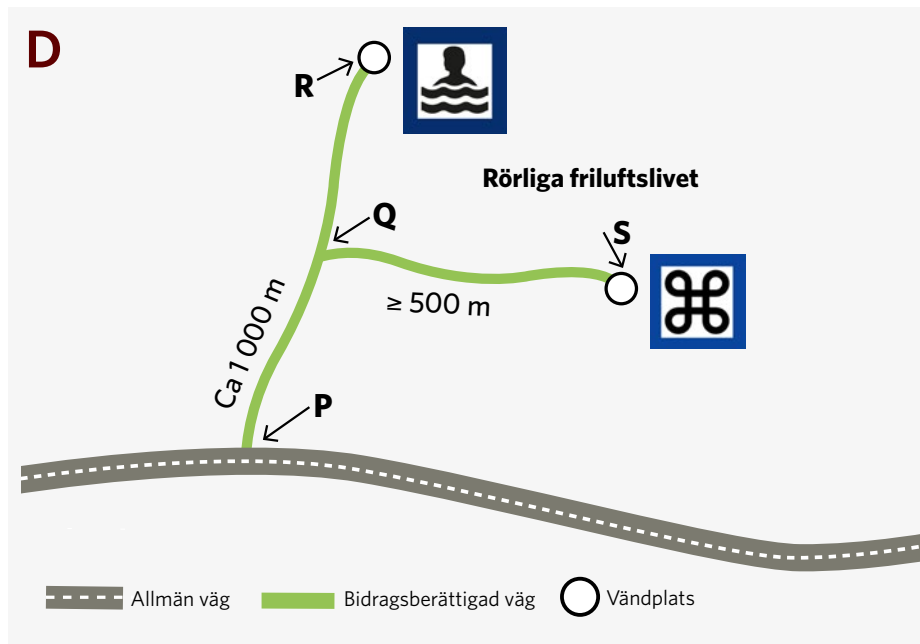 D
R
Rörliga friluftslivet
Q
S
≥ 500 m
Ca 1 000 m
P
Allmän väg
Bidragsberättigad väg
Vändplats